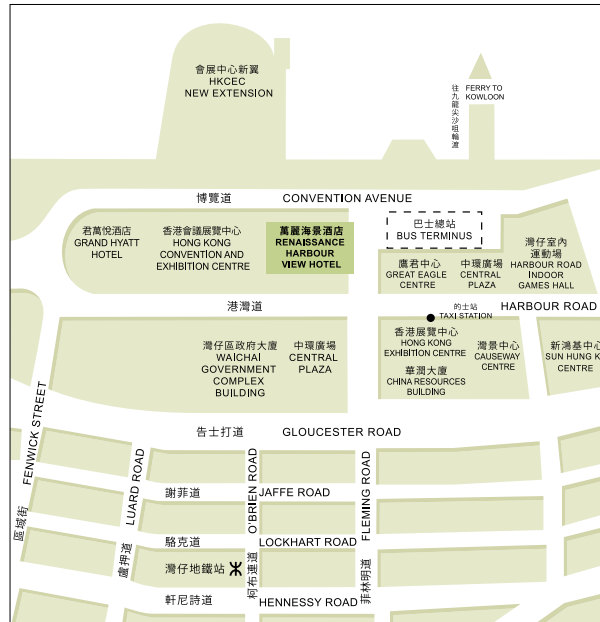 會展中心新翼
HKCEC
NEW EXTENSION
往九龍尖沙咀輪渡
FERRY TO
KOWLOON
博覽道 CONVENTION AVENUE
君萬悅酒店
GRAND HYATT
HOTEL
香港會議展覽中心
HONG KONG
CONVENTION AND
EXHIBITION CENTRE
萬麗海景酒店
RENAISSANCE
HARBOUR
VIEW HOTEL
巴士總站
BUS TERMINUS
鷹君中心
GREAT EAGLE
CENTRE
中環廣場
CENTRAL
PLAZA
灣仔室內
運動場
HARBOUR ROAD
INDOOR
GAMES HALL
港灣道 HARBOUR ROAD
的士站
TAXI STATION
灣仔區政府大廈
WAICHAI
GOVERNMENT
COMPLEX
BUILDING
中環廣場
CENTRAL
PLAZA
香港展覽中心
HONG KONG
EXHIBITION CENTRE
華潤大廈
CHINA RESOURCES
BUILDING
灣景中心
CAUSEWAY
CENTRE
新鴻基中心
SUN HUNG K
CENTRE
告士打道 GLOUCESTER ROAD
區域街 FENWICK STREET
盧押道 LUARD ROAD
柯布連道 O'BRIEN ROAD
菲林明道 FLEMING ROAD
謝菲道 JAFFE ROAD
駱克道 LOCKHART ROAD
灣仔地鐵站
軒尼詩道 HENNESSY ROAD